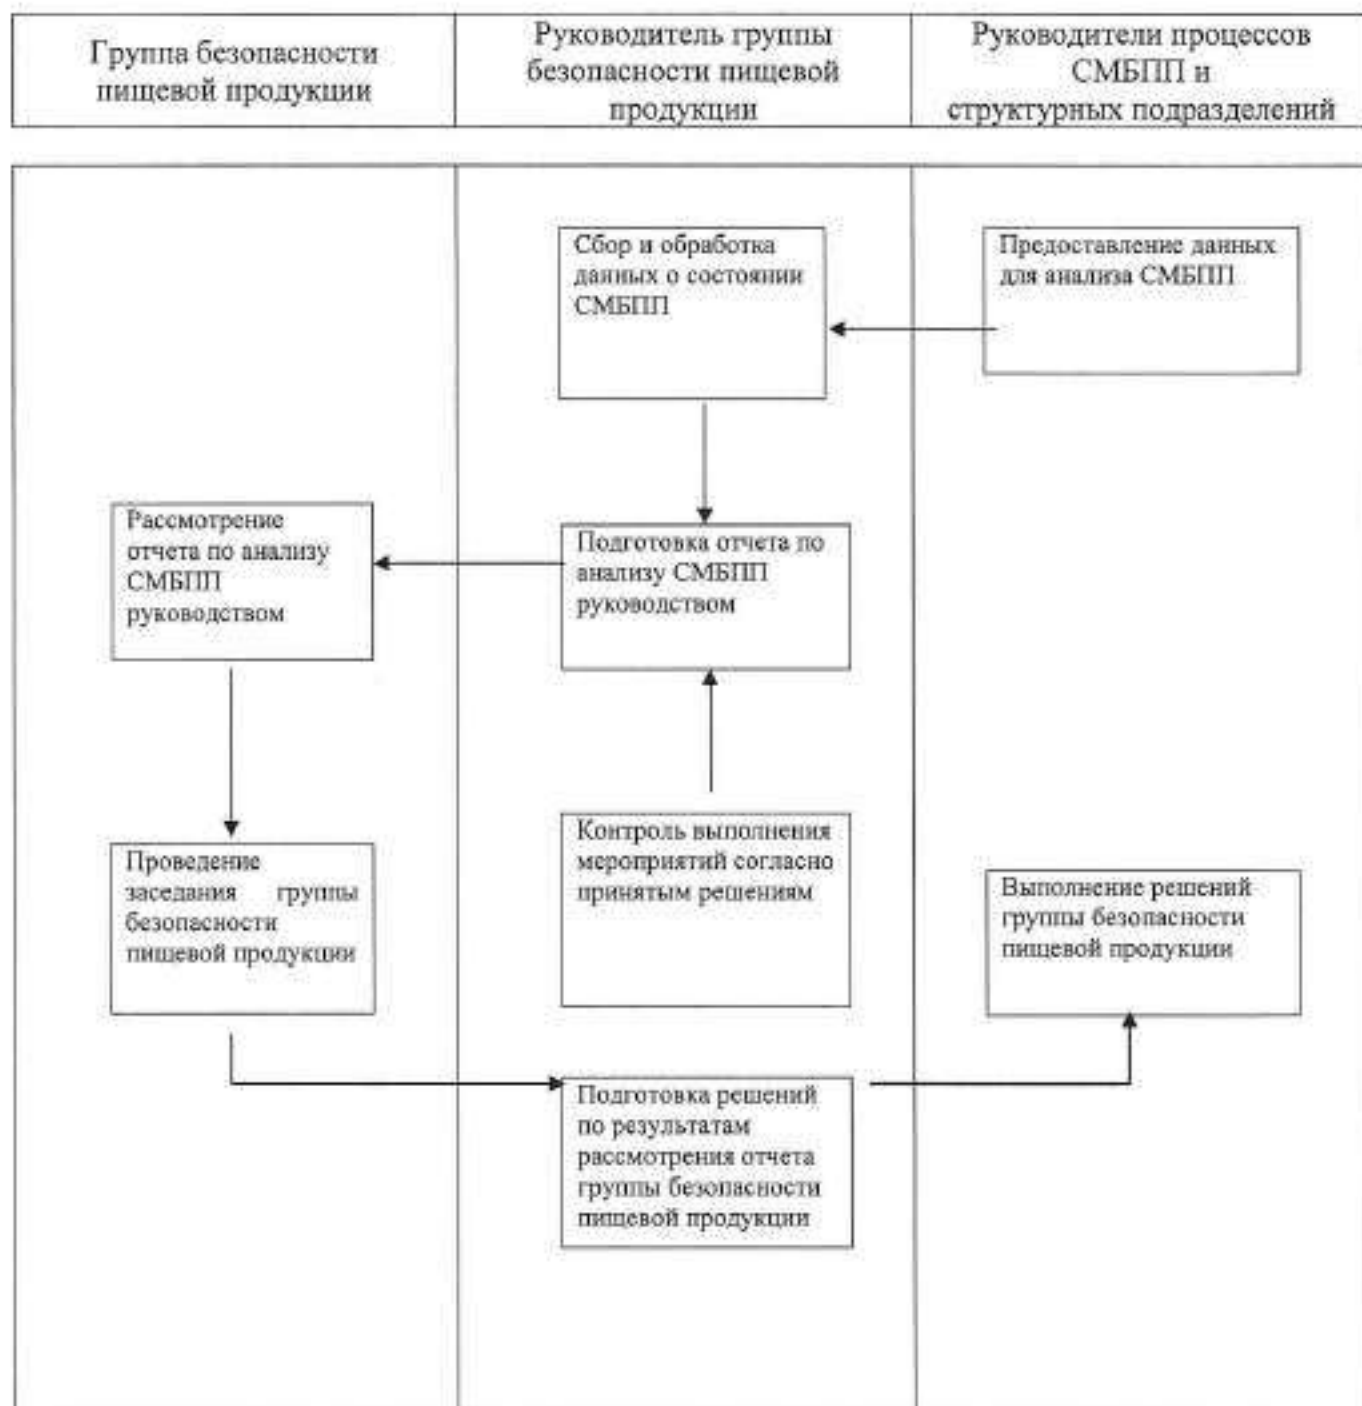 Группа безопасности
пищевой продукции
Руководитель группы
безопасности пищевой
продукции
Руководители процессов
СМБПП и
структурных подразделений
Сбор и обработка
данных о состоянии
СМБПП
Предоставление данных
для анализа СМБПП
Рассмотрение
отчета по анализу
СМБПП
руководством
Подготовка отчета по
анализу СМБПП
руководством
Проведение
заседания группы
безопасности
пищевой продукции
Контроль выполнения
мероприятий согласно
принятым решениям
Выполнение решений
группы безопасности
пищевой продукции
Подготовка решений
по результатам
рассмотрения отчета
группы безопасности
пищевой продукции